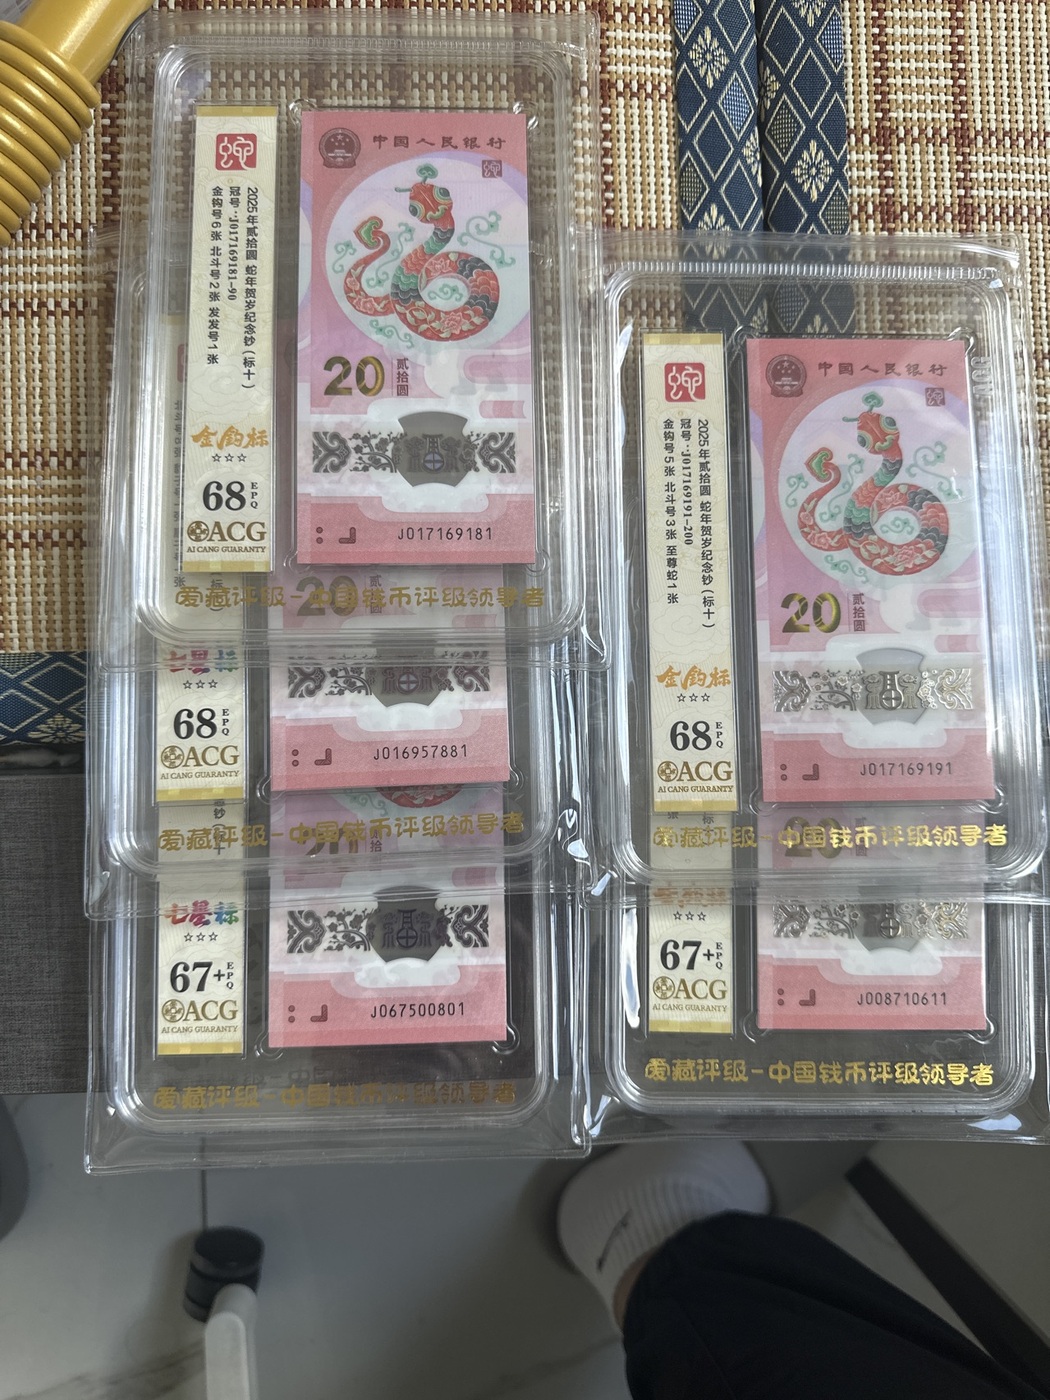 蛇
2025年贰拾圆 蛇年贺岁纪念钞(标十)
冠号:J017169181-90
金钩号6张 北斗号2张 发发号1张
金钩标
☆☆☆
68 EPQ
ACG
AI CANG GUARANTY
中国人民银行
蛇
20 贰拾圆
J017169181
爱藏评级-中国钱币评级领导者
20 贰
七星标
☆☆☆
68 EPQ
ACG
AI CANG GUARANTY
J016957881
爱藏评级-中国钱币评级领导者
七星标
☆☆☆
67+ EPQ
ACG
AI CANG GUARANTY
J067500801
爱藏评级-中国钱币评级领导者
蛇
2025年贰拾圆 蛇年贺岁纪念钞(标十)
冠号:J017169191-200
金钩号5张 北斗号3张 至尊蛇1张
金钩标
☆☆☆
68 EPQ
ACG
AI CANG GUARANTY
中国人民银行
蛇
20 贰拾圆
J017169191
爱藏评级-中国钱币评级领导者
20
☆☆☆
67+ EPQ
ACG
AI CANG GUARANTY
J008710611
爱藏评级-中国钱币评级领导者